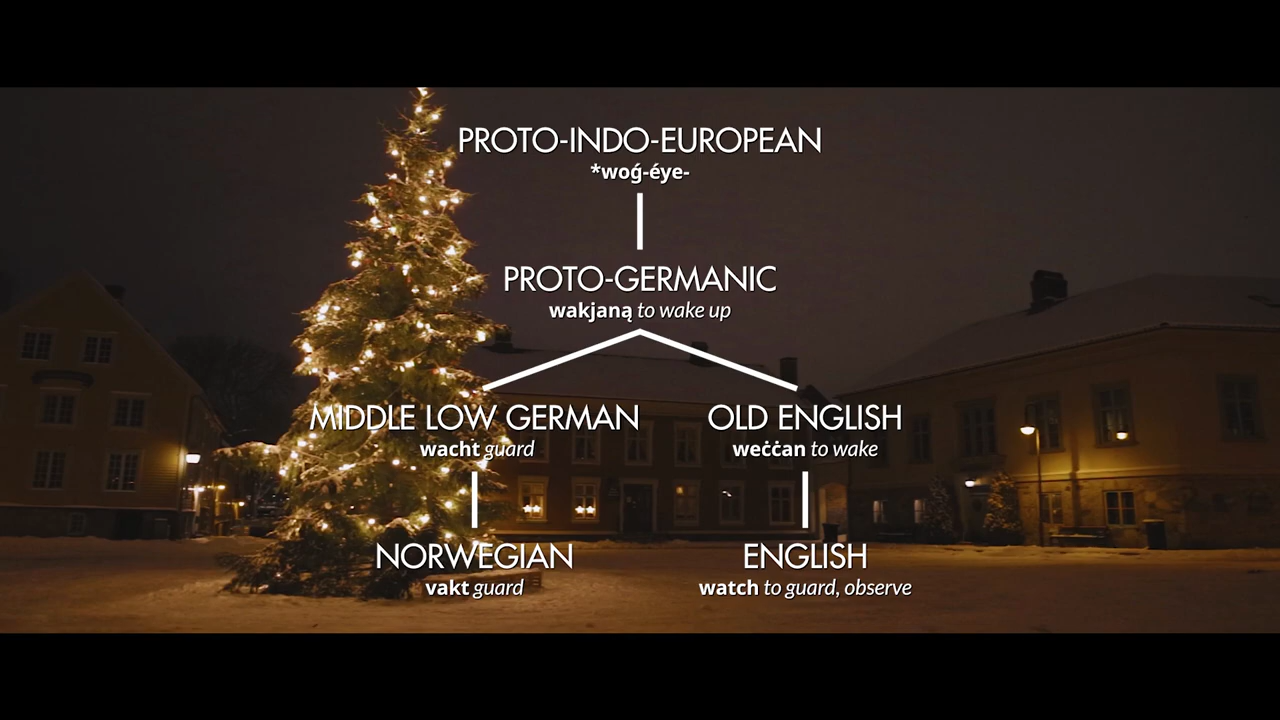 PROTO-INDO-EUROPEAN
*woǵ-éye-
PROTO-GERMANIC
wakjaną to wake up
MIDDLE LOW GERMAN
wacht guard
OLD ENGLISH
weċċan to wake
NORWEGIAN
vakt guard
ENGLISH
watch to guard, observe